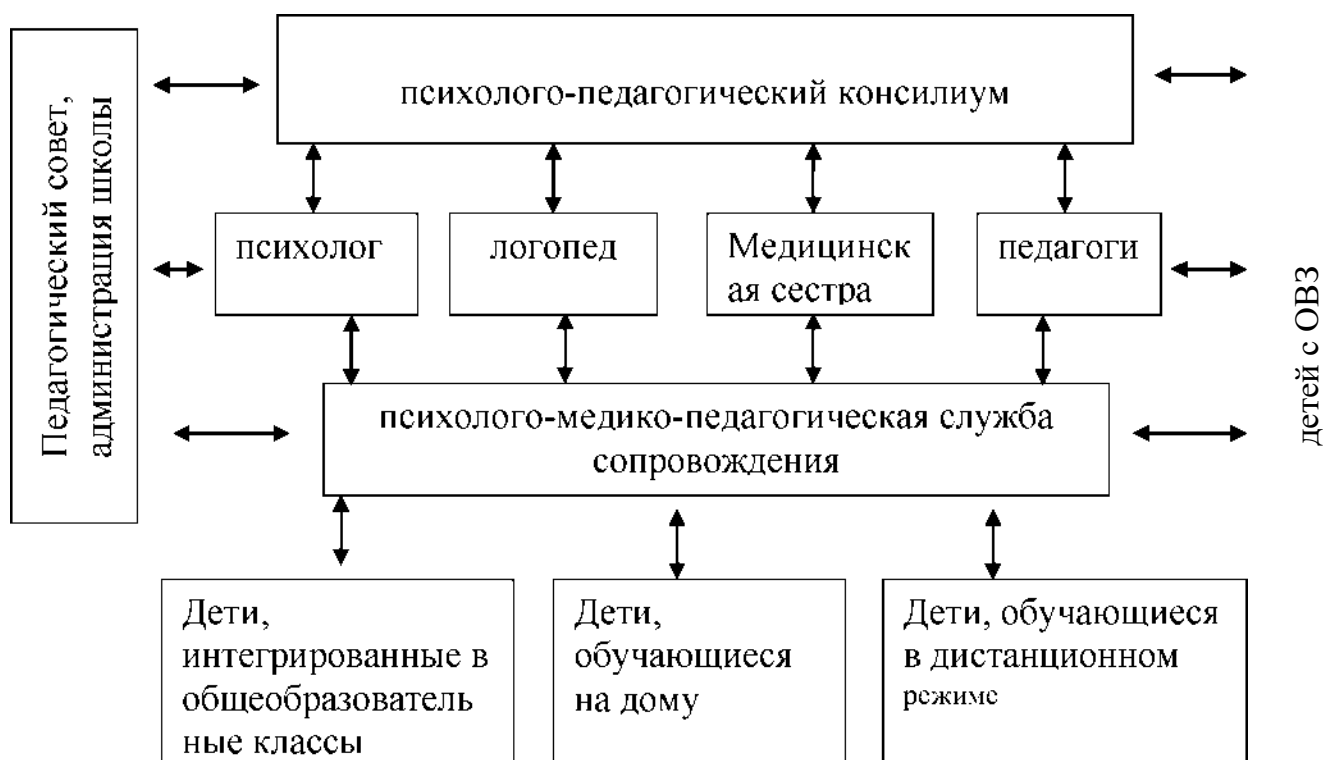 Педагогический совет,
администрация школы
психолого-педагогический консилиум
психолог
логопед
Медицинск
ая сестра
педагоги
детей с ОВЗ
психолого-медико-педагогическая служба
сопровождения
Дети,
интегрированные в
общеобразователь
ные классы
Дети,
обучающиеся
на дому
Дети, обучающиеся
в дистанционном
режиме